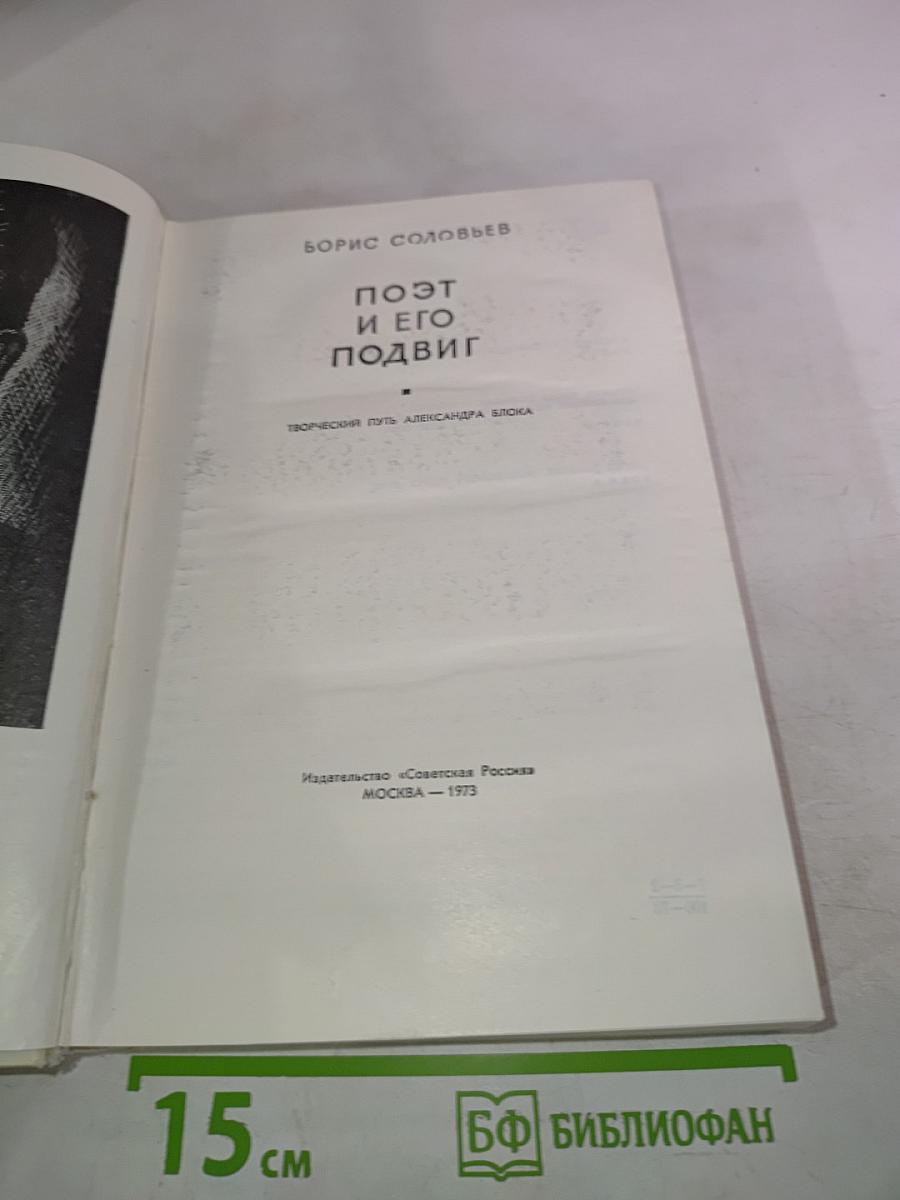 БОРИС СОЛОВЬЕВ
ПОЭТ
И ЕГО
ПОДВИГ
ТВОРЧЕСКИЙ ПУТЬ АЛЕКСАНДРА БЛОКА
Издательство «Советская Россия»
МОСКВА — 1973
15 см
БФ БИБЛИОФАН